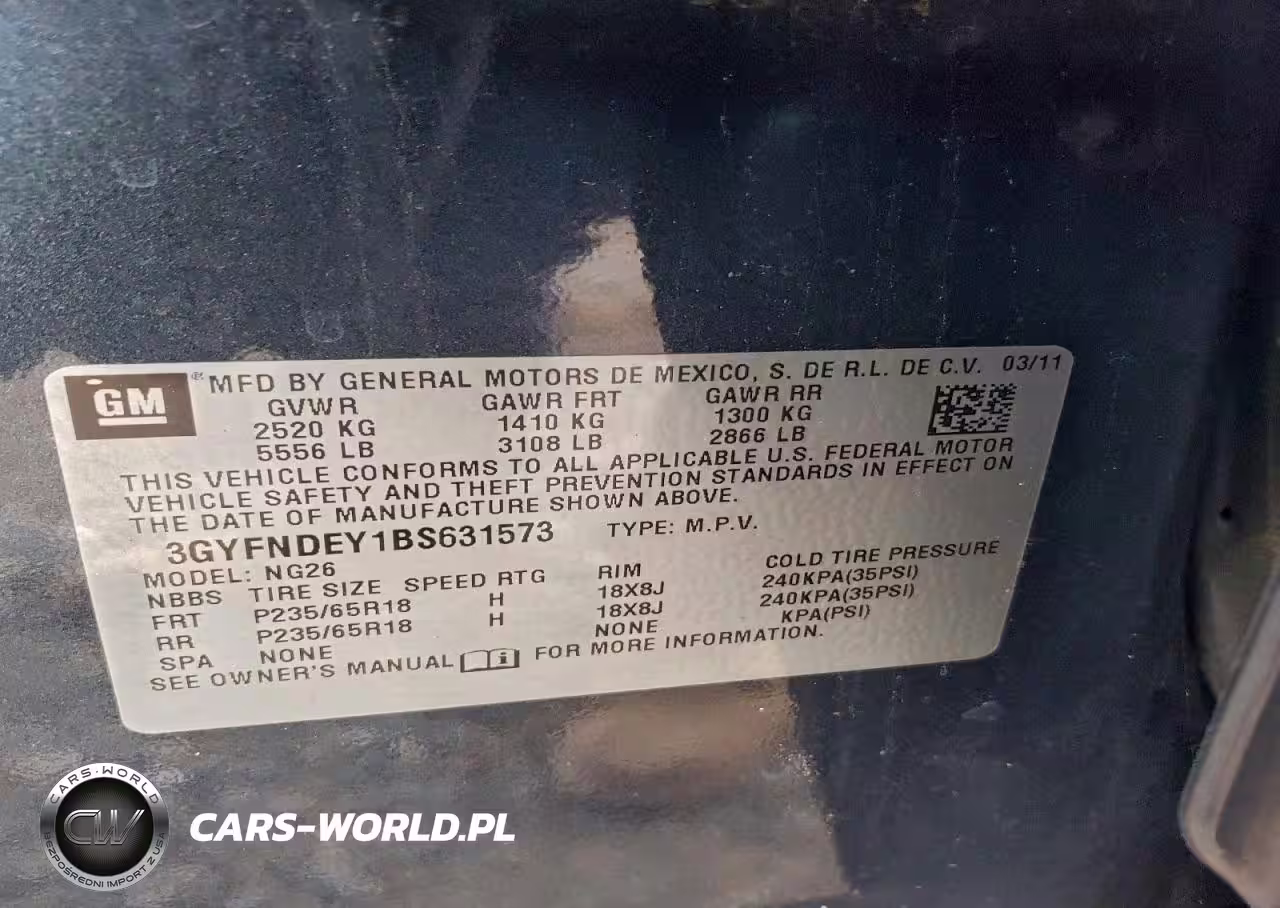 GM
® MFD BY GENERAL MOTORS DE MEXICO, S. DE R.L. DE C.V. 03/11
GVWR GAWR FRT GAWR RR
2520 KG 1410 KG 1300 KG
5556 LB 3108 LB 2866 LB
THIS VEHICLE CONFORMS TO ALL APPLICABLE U.S. FEDERAL MOTOR
VEHICLE SAFETY AND THEFT PREVENTION STANDARDS IN EFFECT ON
THE DATE OF MANUFACTURE SHOWN ABOVE.
3GYFNDEY1BS631573 TYPE: M.P.V.
MODEL: NG26
NBBS TIRE SIZE SPEED RTG RIM COLD TIRE PRESSURE
FRT P235/65R18 H 18X8J 240KPA(35PSI)
RR P235/65R18 H 18X8J 240KPA(35PSI)
SPA NONE NONE KPA(PSI)
SEE OWNER'S MANUAL i FOR MORE INFORMATION.
CARS-WORLD
CW
BEZPOŚREDNI IMPORT Z USA
CARS-WORLD.PL